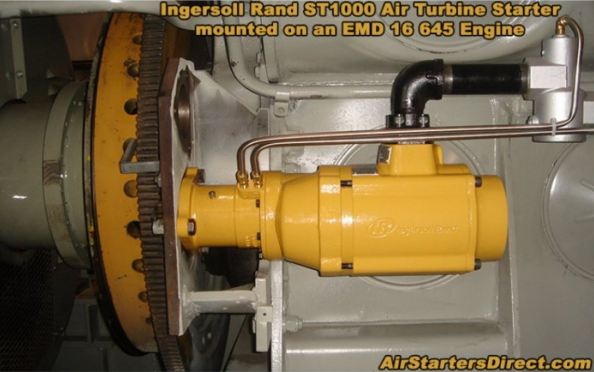 Ingersoll Rand ST1000 Air Turbine Starter
mounted on an EMD 16 645 Engine
AirStartersDirect.com